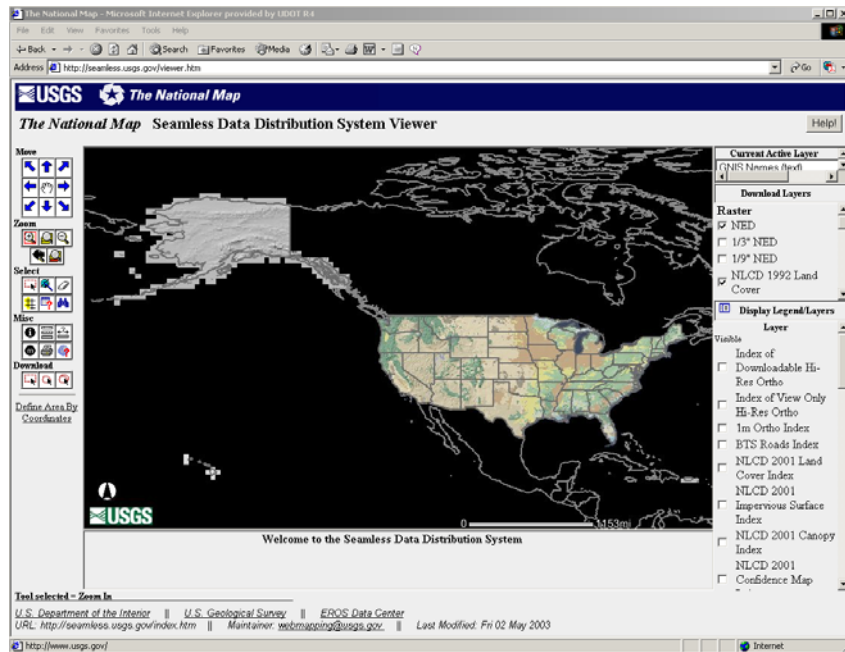 The National Map - Microsoft Internet Explorer provided by UDOT R4
File Edit View Favorites Tools Help
Back Search Favorites Media
Address http://seamless.usgs.gov/viewer.htm Go
USGS The National Map
The National Map Seamless Data Distribution System Viewer
Help!
Move
Zoom
Select
Misc
Download
Define Area By
Coordinates
USGS
0 1153mi
Welcome to the Seamless Data Distribution System
Current Active Layer
GNIS Names (text)
Download Layers
Raster
NED
1/3" NED
1/9" NED
NLCD 1992 Land
Cover
Display Legend/Layers
Layer
Visible
Index of
Downloadable Hi-
Res Ortho
Index of View Only
Hi-Res Ortho
1m Ortho Index
BTS Roads Index
NLCD 2001 Land
Cover Index
NLCD 2001
Impervious Surface
Index
NLCD 2001 Canopy
Index
NLCD 2001
Confidence Map
Tool selected = Zoom In
U.S. Department of the Interior || U.S. Geological Survey || EROS Data Center
URL: http://seamless.usgs.gov/index.htm || Maintainer: webmapping@usgs.gov || Last Modified: Fri 02 May 2003
http://www.usgs.gov/ Internet